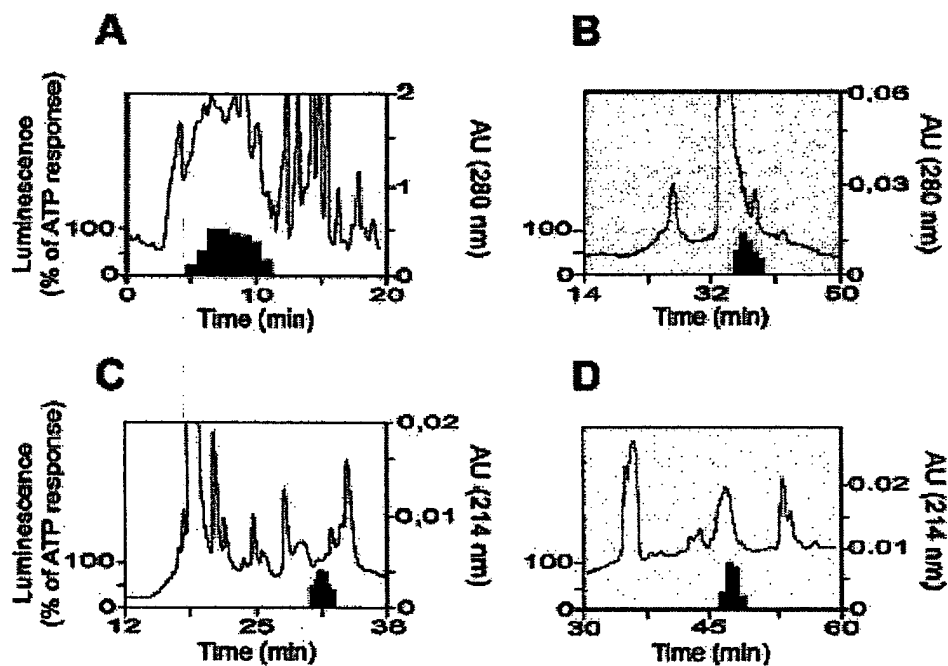 A
B
Luminescence
(% of ATP response)
100
0
2
1
0
AU (280 nm)
0 10 20
Time (min)
100
0
0,06
0,03
0
AU (280 nm)
14 32 50
Time (min)
C
D
Luminescence
(% of ATP response)
100
0
0,02
0,01
0
AU (214 nm)
12 25 38
Time (min)
100
0
0.02
0.01
0
AU (214 nm)
30 45 60
Time (min)